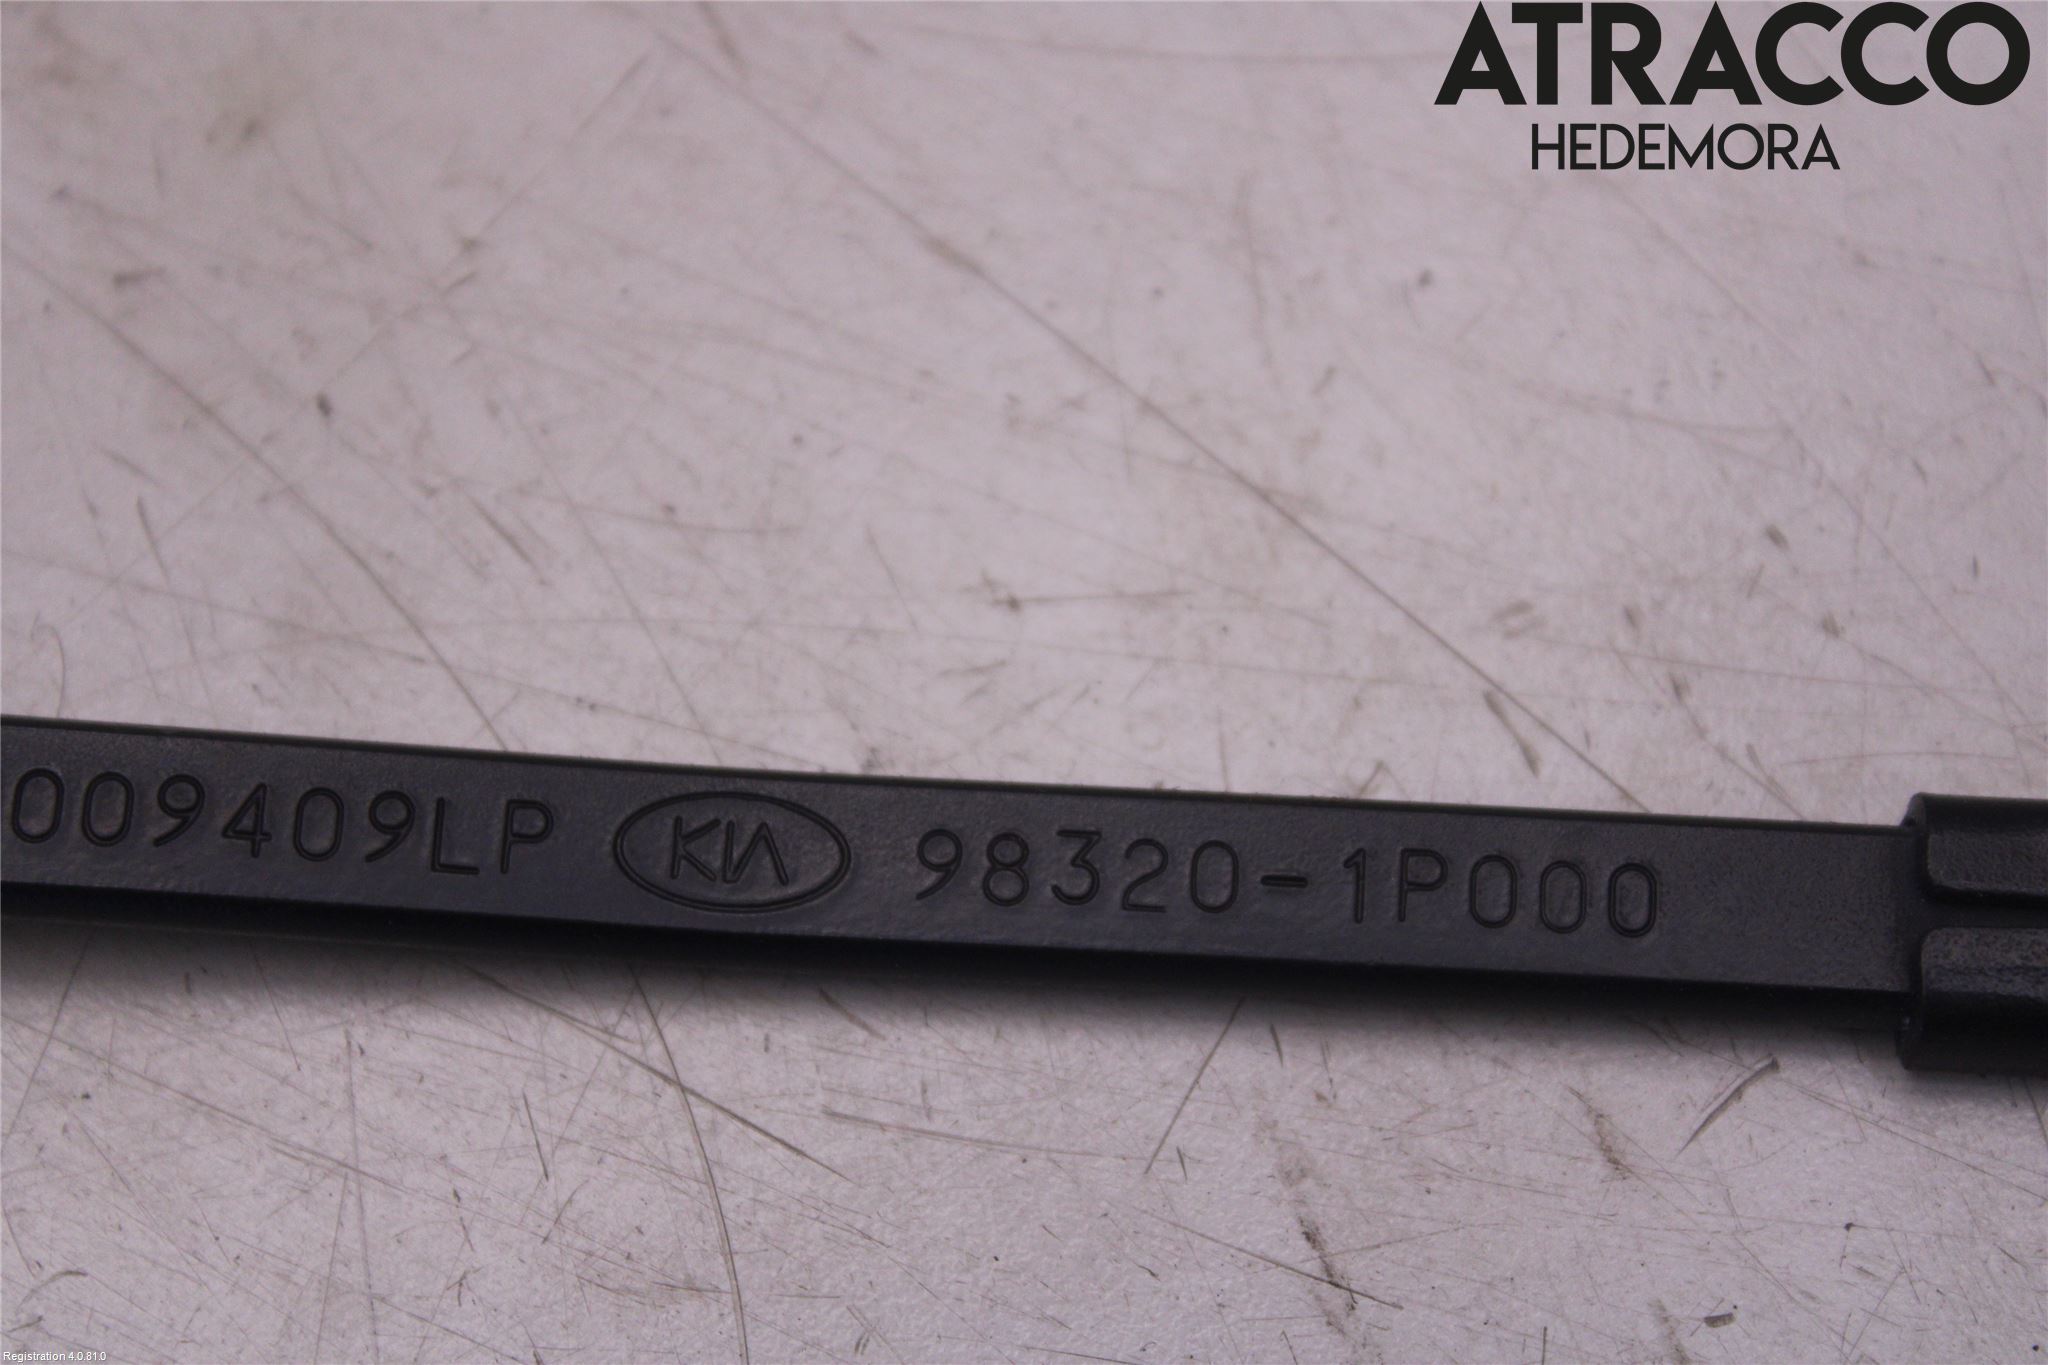 ATRACCO
HEDEMORA
009409LP KIA 98320-1P000
Registration 4.0.81.0